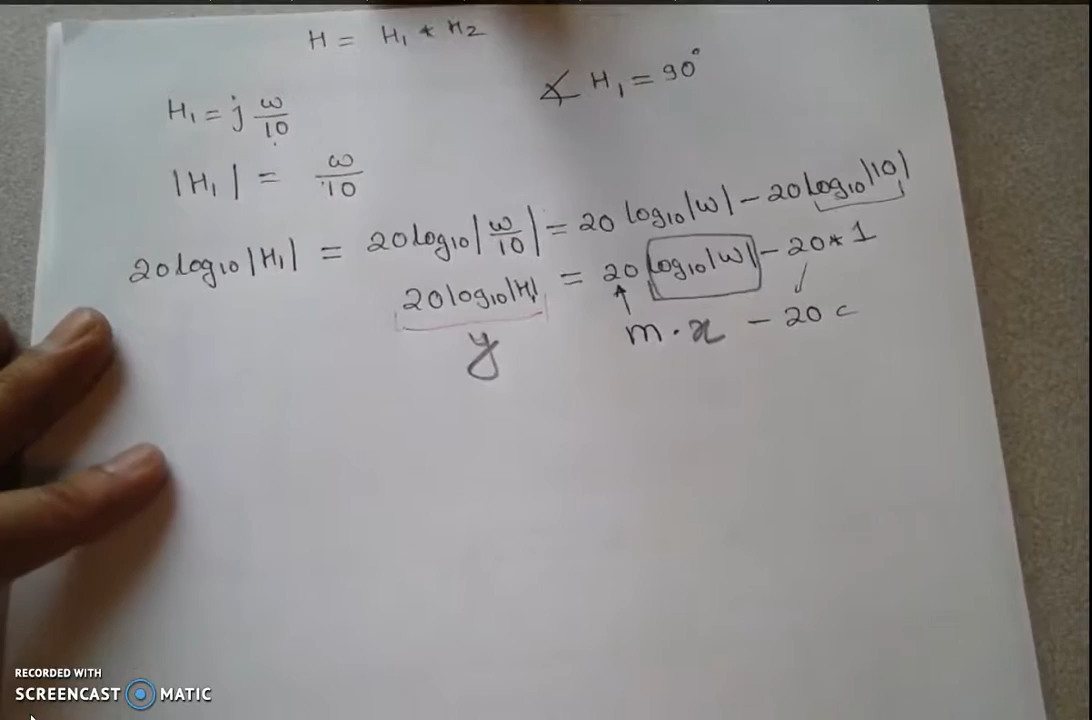 H = H₁ * H₂
∡ H₁ = 90°
H₁ = j ω/10
|H₁| = ω/10
20log₁₀|H₁| = 20log₁₀|ω/10| = 20 log₁₀|ω| − 20log₁₀|10|
20log₁₀|H₁| = 20 log₁₀|ω| − 20*1
y m·x − 20 c
RECORDED WITH
SCREENCAST MATIC